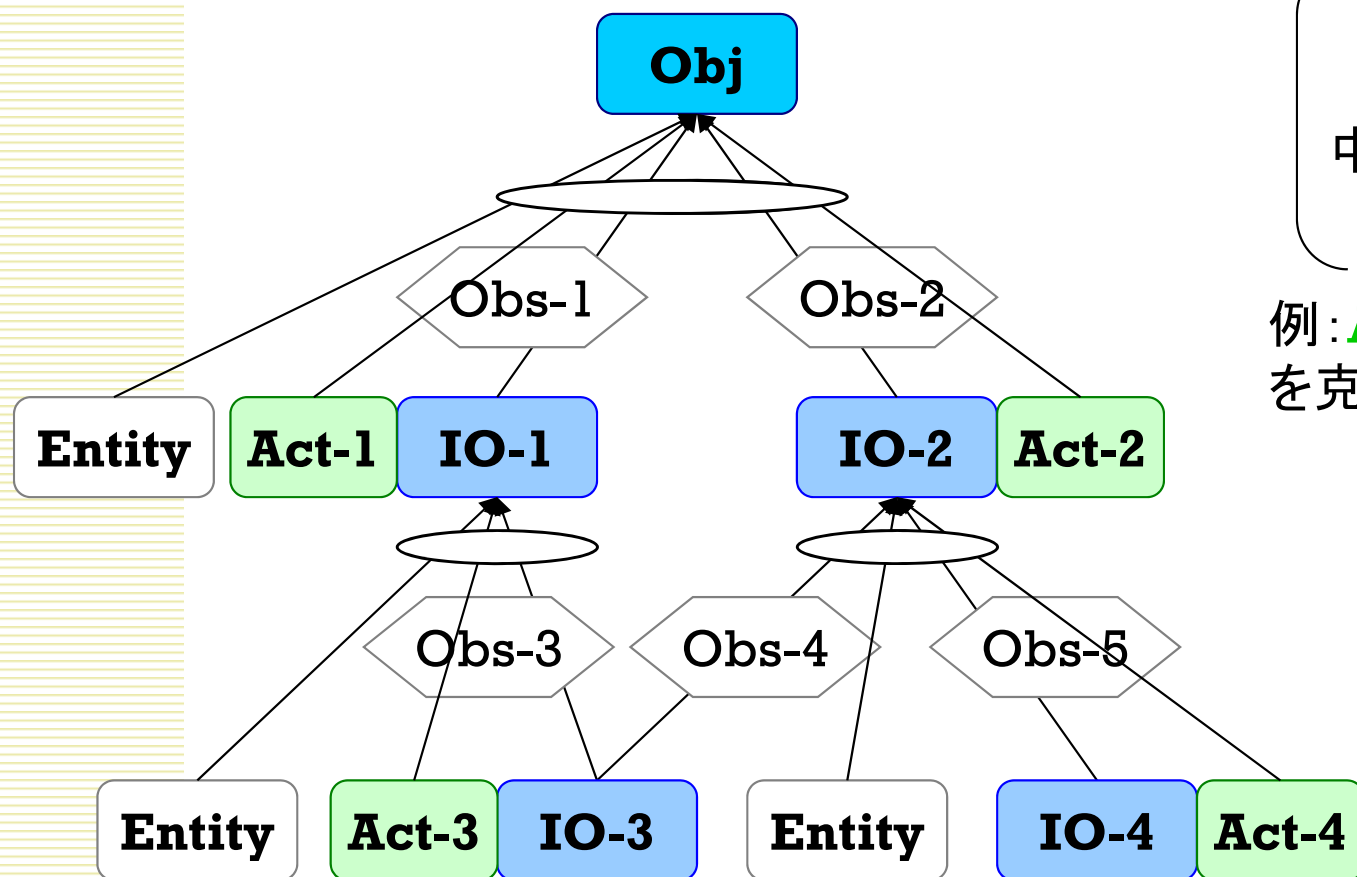 Obj
中
Obs-1 Obs-2
例:
を克
Entity Act-1 IO-1 IO-2 Act-2
Obs-3 Obs-4 Obs-5
Entity Act-3 IO-3 Entity IO-4 Act-4